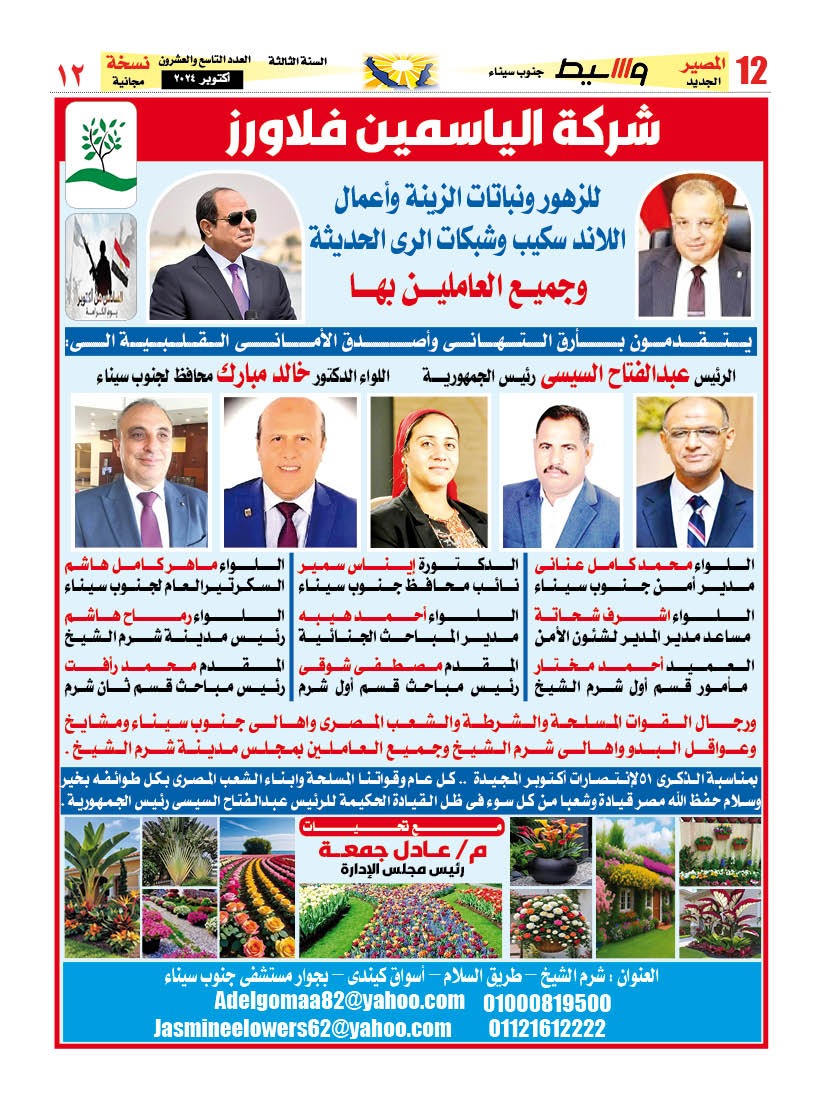 12
المصير
الجديد
وسيط
جنوب سيناء
السنة الثالثة
العدد التاسع والعشرون
أكتوبر ٢٠٢٤
نسخة
مجانية
١٢
شركة الياسمين فلاورز
للزهور ونباتات الزينة وأعمال
اللاند سكيب وشبكات الرى الحديثة
وجميع العاملين بها
السادس من أكتوبر
يوم الكرامة
يتقدمون بأرق التهانى وأصدق الأمانى القلبية الى:
الرئيس عبدالفتاح السيسى رئيس الجمهورية
اللواء الدكتور خالد مبارك محافظ لجنوب سيناء
اللواء محمد كامل عنانى
مدير أمن جنوب سيناء
اللواء اشرف شحاتة
مساعد مدير المدير لشئون الأمن
العميد أحمد مختار
مأمور قسم أول شرم الشيخ
الدكتورة إيناس سمير
نائب محافظ جنوب سيناء
اللواء أحمد هيبه
مدير المباحث الجنائية
المقدم مصطفى شوقى
رئيس مباحث قسم أول شرم
اللواء ماهر كامل هاشم
السكرتير العام لجنوب سيناء
اللواء رماح هاشم
رئيس مدينة شرم الشيخ
المقدم محمد رأفت
رئيس مباحث قسم ثان شرم
ورجال القوات المسلحة والشرطة والشعب المصرى واهالى جنوب سيناء ومشايخ
وعواقل البدو واهالى شرم الشيخ وجميع العاملين بمجلس مدينة شرم الشيخ .
بمناسبة الذكرى ٥١ لإنتصارات أكتوبر المجيدة .. كل عام وقواتنا المسلحة وابناء الشعب المصرى بكل طوائفه بخير
وسلام حفظ الله مصر قيادة وشعبا من كل سوء فى ظل القيادة الحكيمة للرئيس عبدالفتاح السيسى رئيس الجمهورية .
مع تحيات
م/ عادل جمعة
رئيس مجلس الإدارة
العنوان : شرم الشيخ - طريق السلام - أسواق كيندى - بجوار مستشفى جنوب سيناء
Adelgomaa82@yahoo.com 01000819500
Jasmineelowers62@yahoo.com 01121612222